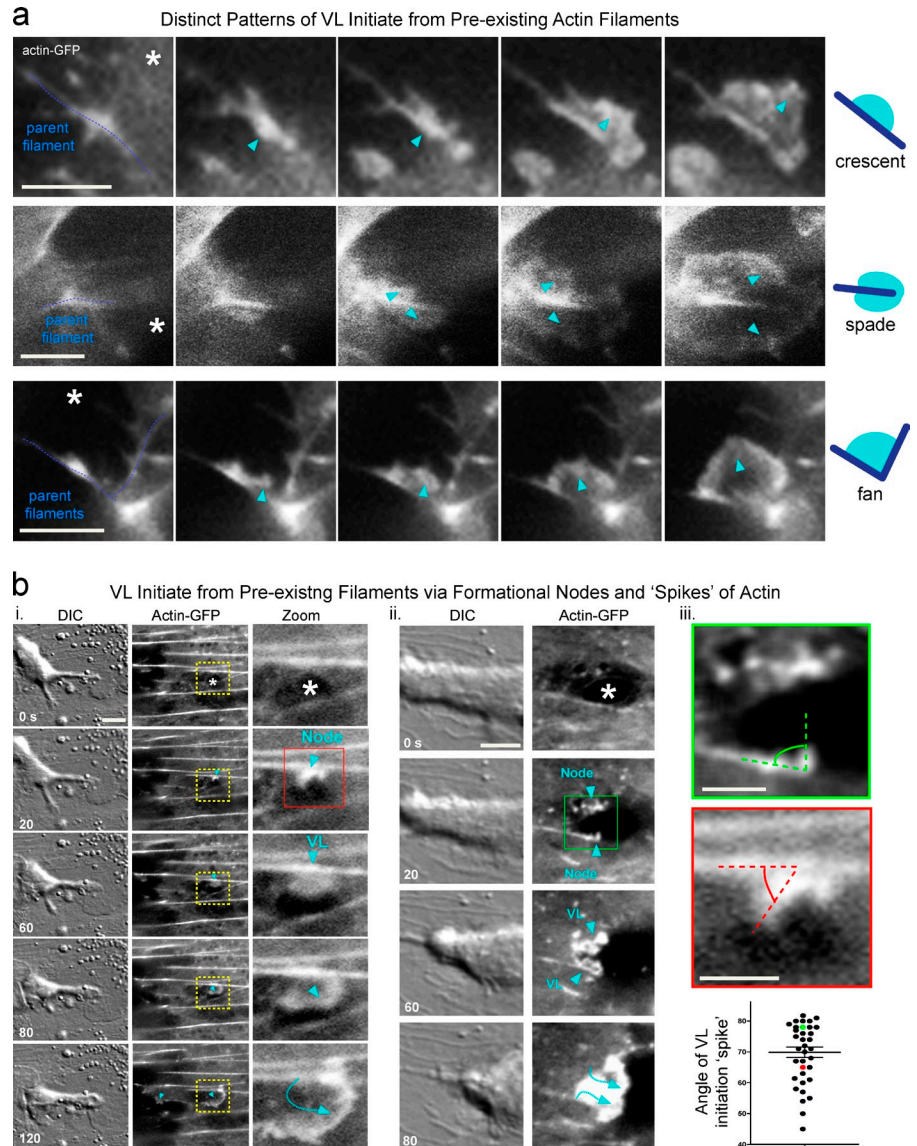 a
Distinct Patterns of VL Initiate from Pre-existing Actin Filaments
actin-GFP
*
parent
filament
crescent
parent
filament
*
spade
*
parent
filaments
fan
b
VL Initiate from Pre-existng Filaments via Formational Nodes and ‘Spikes’ of Actin
i.
DIC
Actin-GFP
Zoom
0 s
*
*
20
Node
60
VL
80
120
ii.
DIC
Actin-GFP
0 s
*
20
Node
Node
60
VL
VL
80
iii.
Angle of VL
initiation ‘spike’
80
70
60
50
40